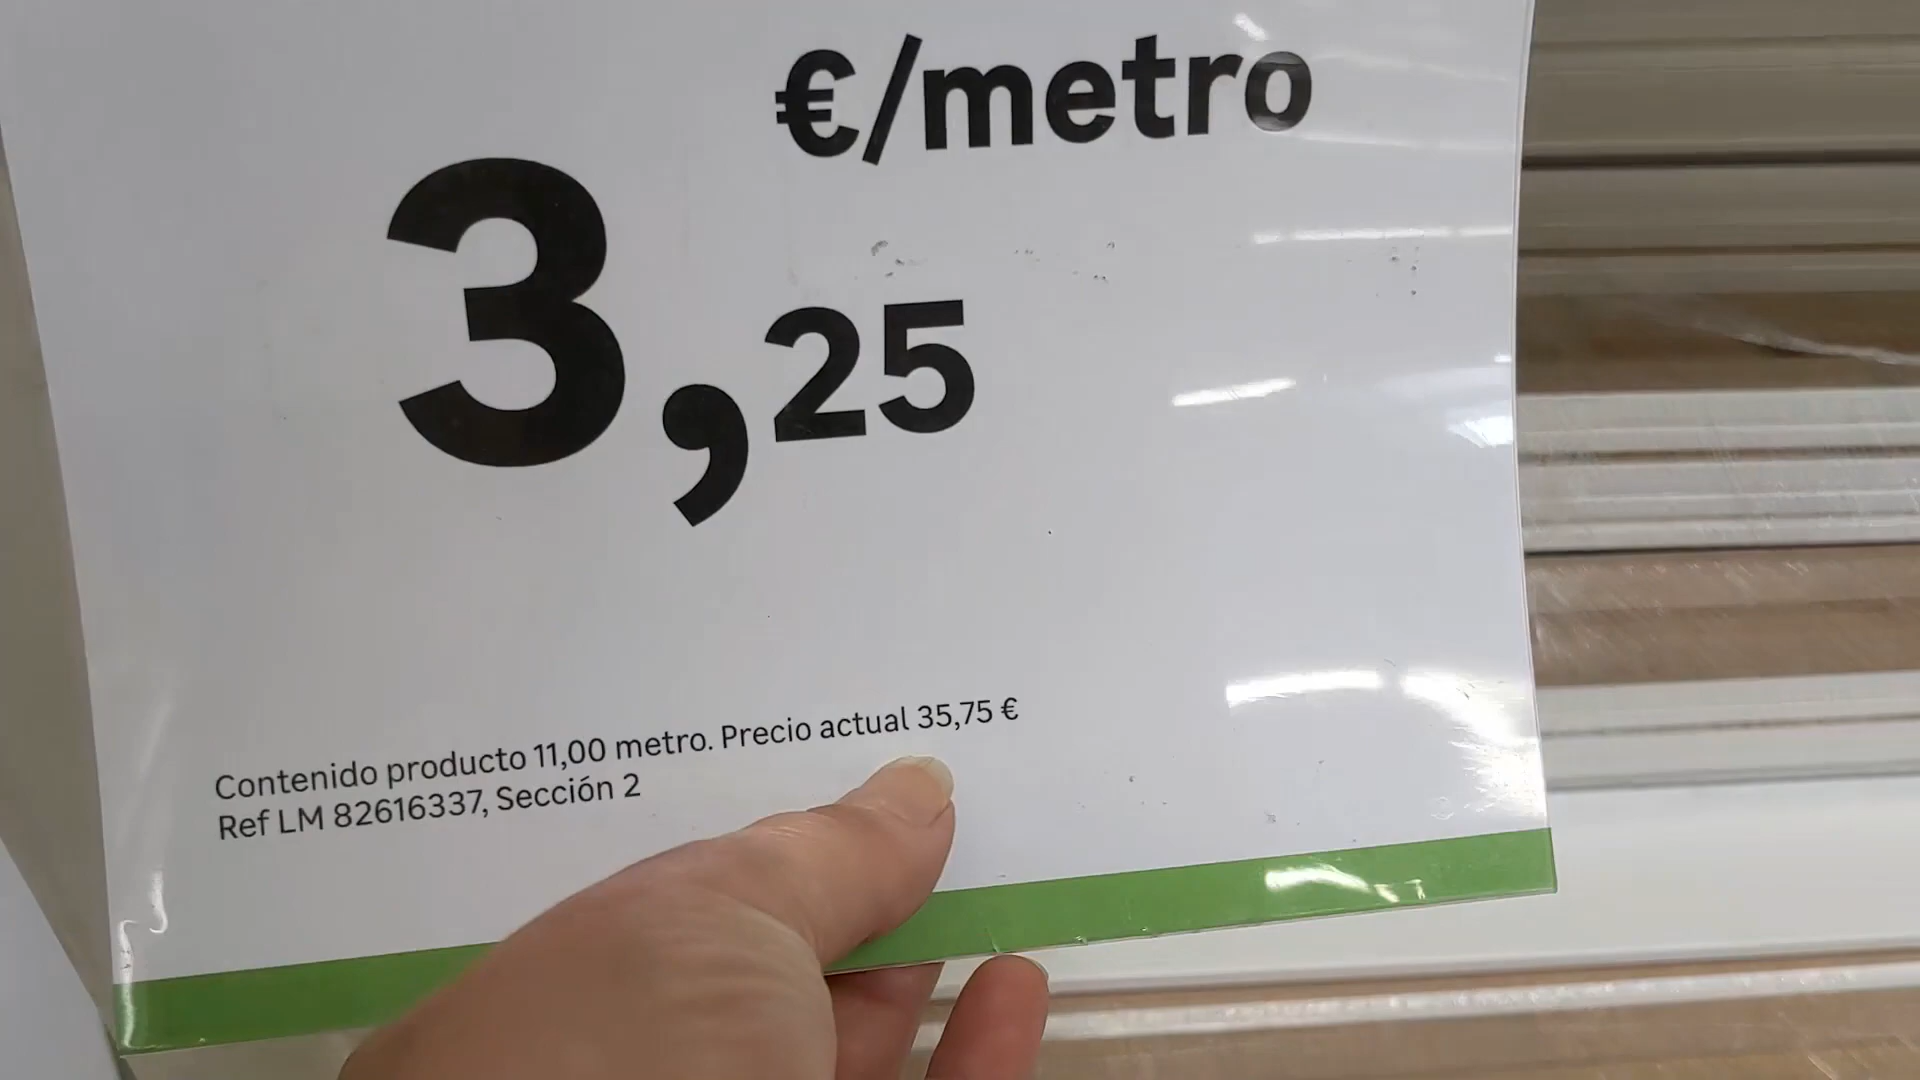 €/metro
3,25
Contenido producto 11,00 metro. Precio actual 35,75 €
Ref LM 82616337, Sección 2